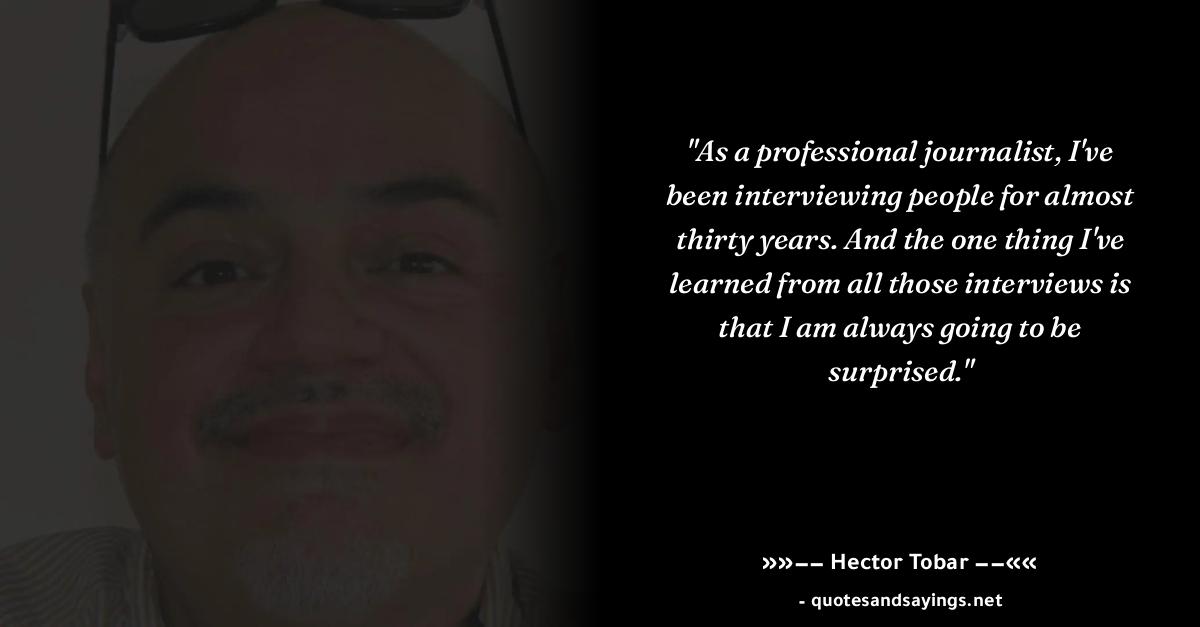 "As a professional journalist, I've
been interviewing people for almost
thirty years. And the one thing I've
learned from all those interviews is
that I am always going to be
surprised."
»»−− Hector Tobar −−««
- quotesandsayings.net